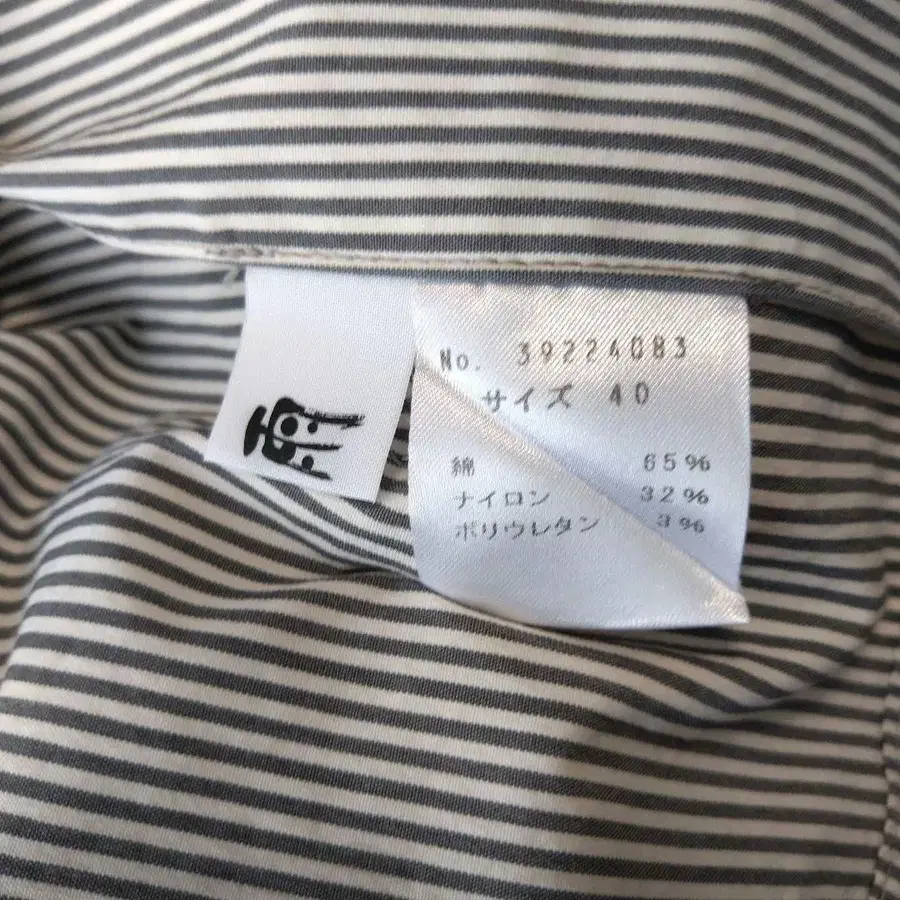 No. 39224083
サイズ 40
綿 65%
ナイロン 32%
ポリウレタン 3%